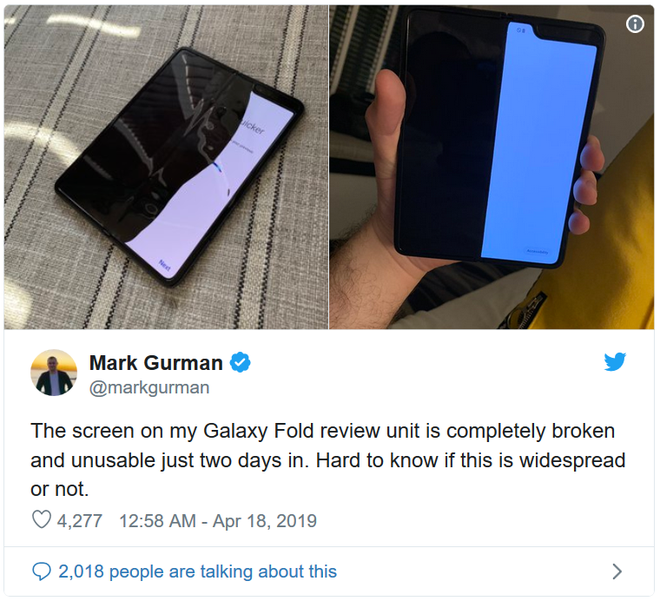 Next
Mark Gurman
@markgurman
The screen on my Galaxy Fold review unit is completely broken
and unusable just two days in. Hard to know if this is widespread
or not.
4,277 12:58 AM - Apr 18, 2019
2,018 people are talking about this